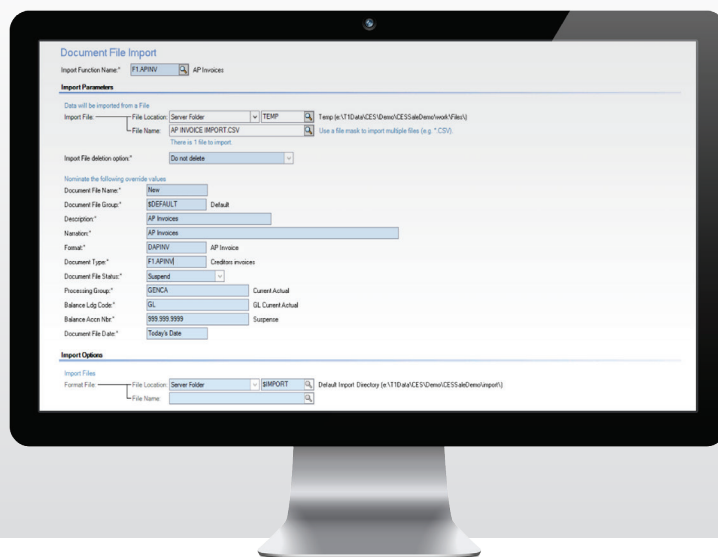 Document File Import
Import Function Name:* F1.APINV AP Invoices
Import Parameters
Data will be imported from a File
Import File: File Location: Server Folder TEMP Temp (e:\T1Data\CES\Demo\CESSaleDemo\work\Files\)
File Name: AP INVOICE IMPORT.CSV Use a file mask to import multiple files (e.g. *.CSV).
There is 1 file to import
Import File deletion option:* Do not delete
Nominate the following override values
Document File Name:* New
Document File Group:* $DEFAULT Default
Description:* AP Invoices
Narration:* AP Invoices
Format:* DAPINV AP Invoice
Document Type:* F1.APINV Creditors invoices
Document File Status:* Suspend
Processing Group:* GENCA Current Actual
Balance Ldg Code:* GL GL Current Actual
Balance Accn Nbr:* 999.999.9999 Suspense
Document File Date:* Today's Date
Import Options
Import Files
Format File: File Location: Server Folder $IMPORT Default Import Directory (e:\T1Data\CES\Demo\CESSaleDemo\import\)
File Name: